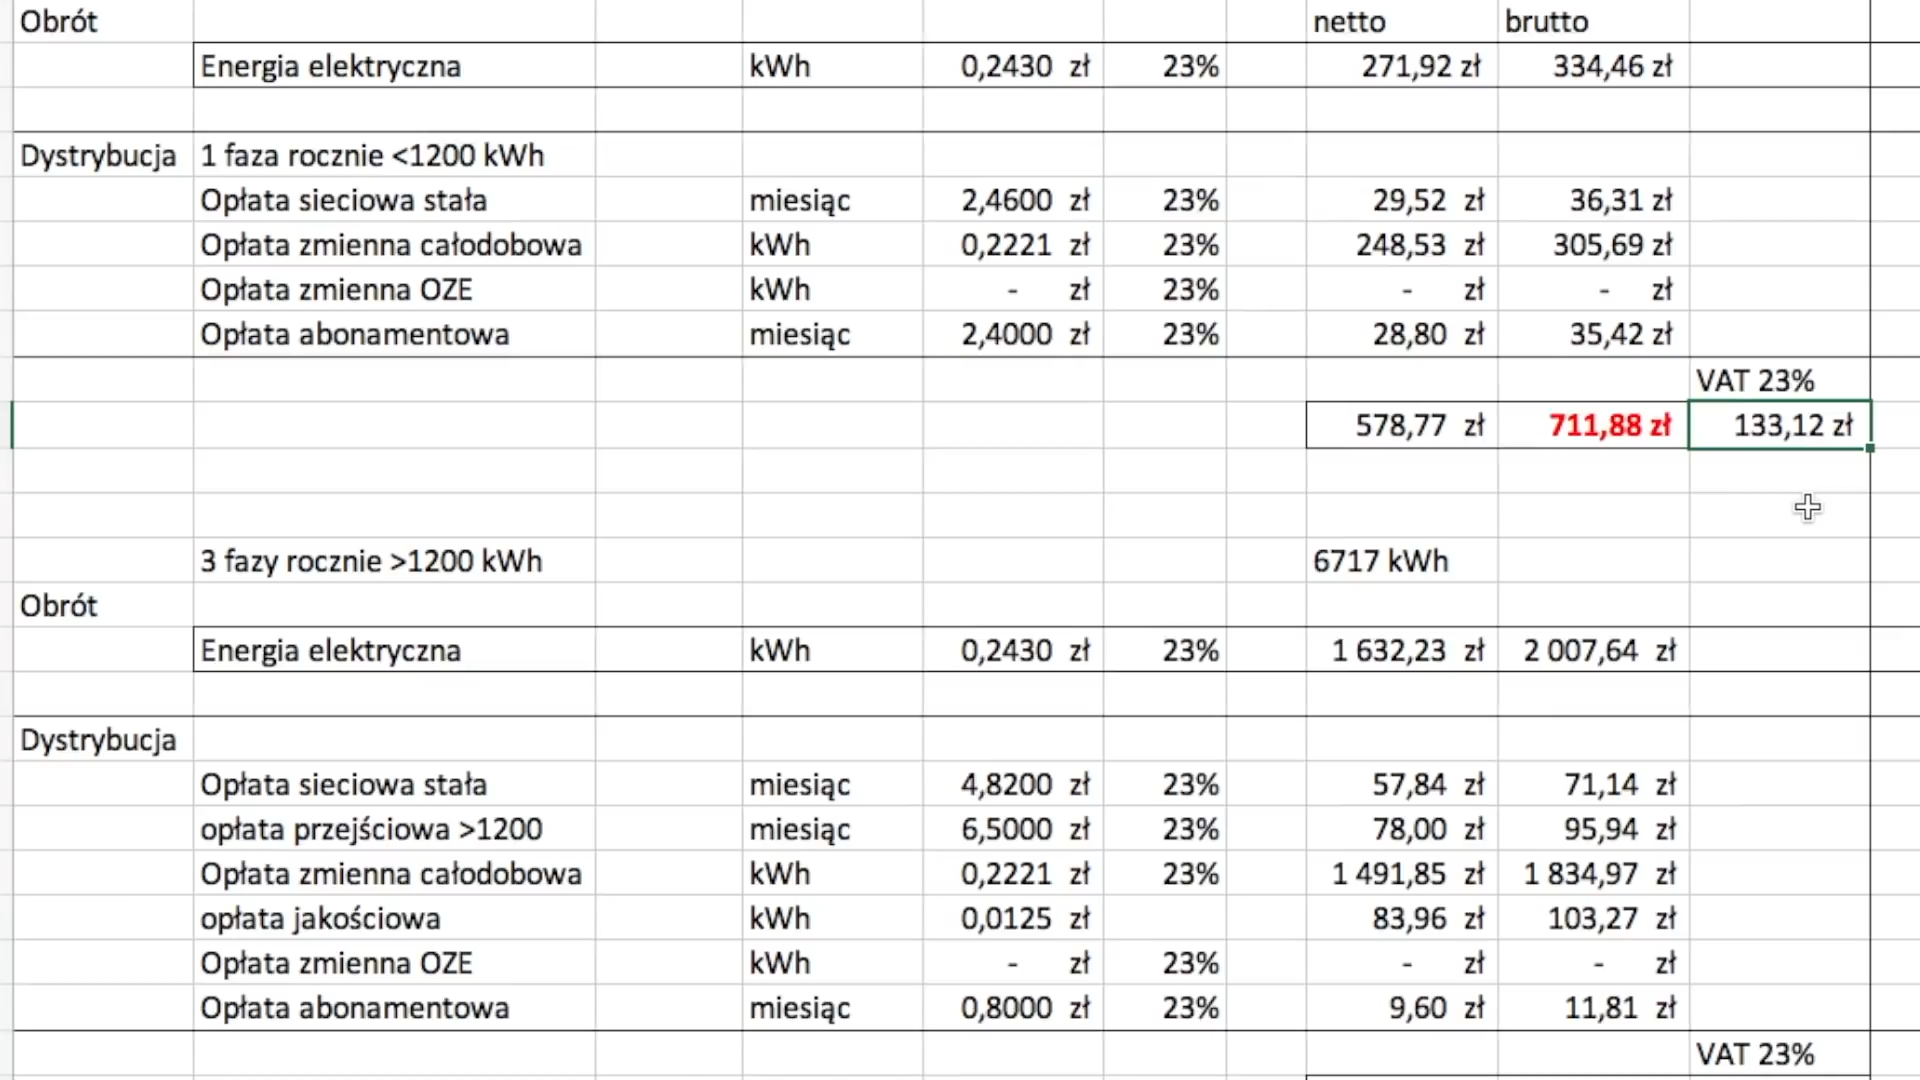 Obrót netto brutto
Energia elektryczna kWh 0,2430 zł 23% 271,92 zł 334,46 zł
Dystrybucja 1 faza rocznie <1200 kWh
Opłata sieciowa stała miesiąc 2,4600 zł 23% 29,52 zł 36,31 zł
Opłata zmienna całodobowa kWh 0,2221 zł 23% 248,53 zł 305,69 zł
Opłata zmienna OZE kWh - zł 23% - zł - zł
Opłata abonamentowa miesiąc 2,4000 zł 23% 28,80 zł 35,42 zł
VAT 23%
578,77 zł 711,88 zł 133,12 zł
3 fazy rocznie >1200 kWh 6717 kWh
Obrót
Energia elektryczna kWh 0,2430 zł 23% 1 632,23 zł 2 007,64 zł
Dystrybucja
Opłata sieciowa stała miesiąc 4,8200 zł 23% 57,84 zł 71,14 zł
opłata przejściowa >1200 miesiąc 6,5000 zł 23% 78,00 zł 95,94 zł
Opłata zmienna całodobowa kWh 0,2221 zł 23% 1 491,85 zł 1 834,97 zł
opłata jakościowa kWh 0,0125 zł 83,96 zł 103,27 zł
Opłata zmienna OZE kWh - zł 23% - zł - zł
Opłata abonamentowa miesiąc 0,8000 zł 23% 9,60 zł 11,81 zł
VAT 23%